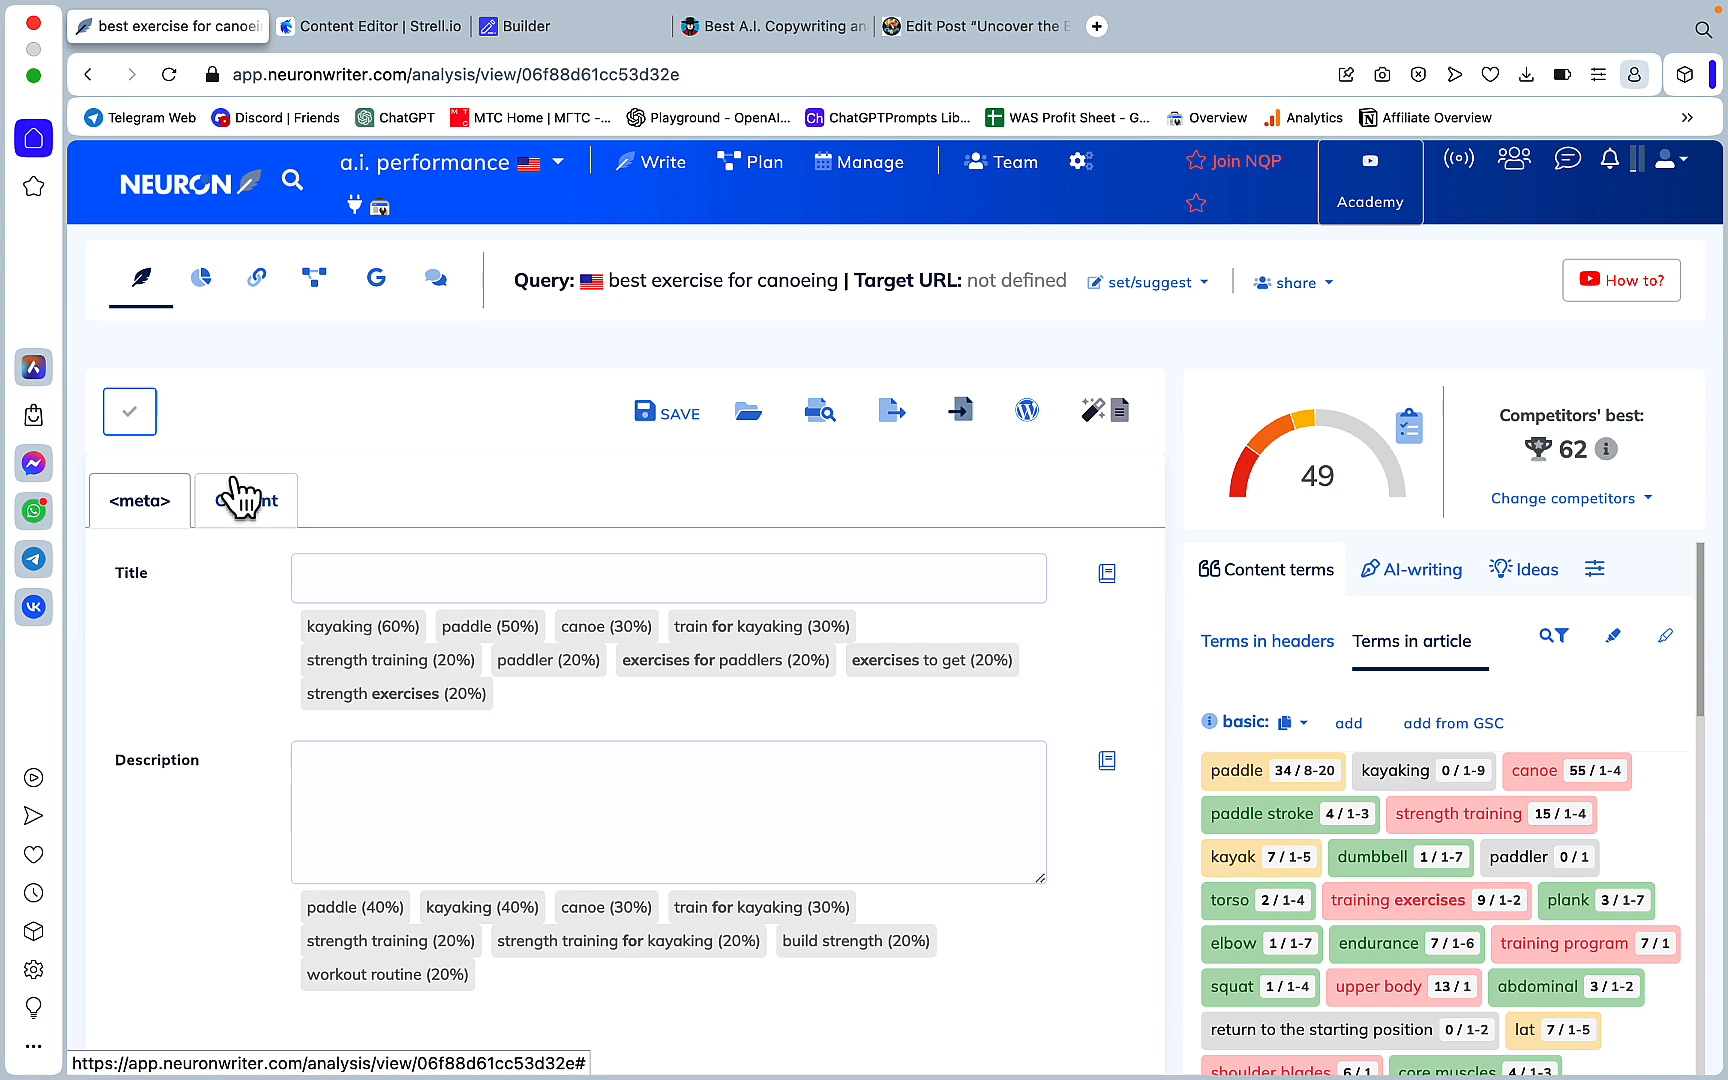 best exercise for canoei
Content Editor | Strell.io
Builder
Best A.I. Copywriting an
Edit Post “Uncover the B
app.neuronwriter.com/analysis/view/06f88d61cc53d32e
Telegram Web
Discord | Friends
ChatGPT
MTC Home | МГТС -...
Playground - OpenAI...
ChatGPTPrompts Lib...
WAS Profit Sheet - G...
Overview
Analytics
Affiliate Overview
NEURON
a.i. performance
Write
Plan
Manage
Team
Join NQP
Academy
Query: best exercise for canoeing | Target URL: not defined
set/suggest
share
How to?
SAVE
49
Competitors' best:
62
Change competitors
<meta>
Title
kayaking (60%) paddle (50%) canoe (30%) train for kayaking (30%)
strength training (20%) paddler (20%) exercises for paddlers (20%) exercises to get (20%)
strength exercises (20%)
Description
paddle (40%) kayaking (40%) canoe (30%) train for kayaking (30%)
strength training (20%) strength training for kayaking (20%) build strength (20%)
workout routine (20%)
Content terms
AI-writing
Ideas
Terms in headers
Terms in article
basic:
add
add from GSC
paddle 34 / 8-20 kayaking 0 / 1-9 canoe 55 / 1-4
paddle stroke 4 / 1-3 strength training 15 / 1-4
kayak 7 / 1-5 dumbbell 1 / 1-7 paddler 0 / 1
torso 2 / 1-4 training exercises 9 / 1-2 plank 3 / 1-7
elbow 1 / 1-7 endurance 7 / 1-6 training program 7 / 1
squat 1 / 1-4 upper body 13 / 1 abdominal 3 / 1-2
return to the starting position 0 / 1-2 lat 7 / 1-5
shoulder blades 6 / 1 core muscles 4 / 1-3
https://app.neuronwriter.com/analysis/view/06f88d61cc53d32e#